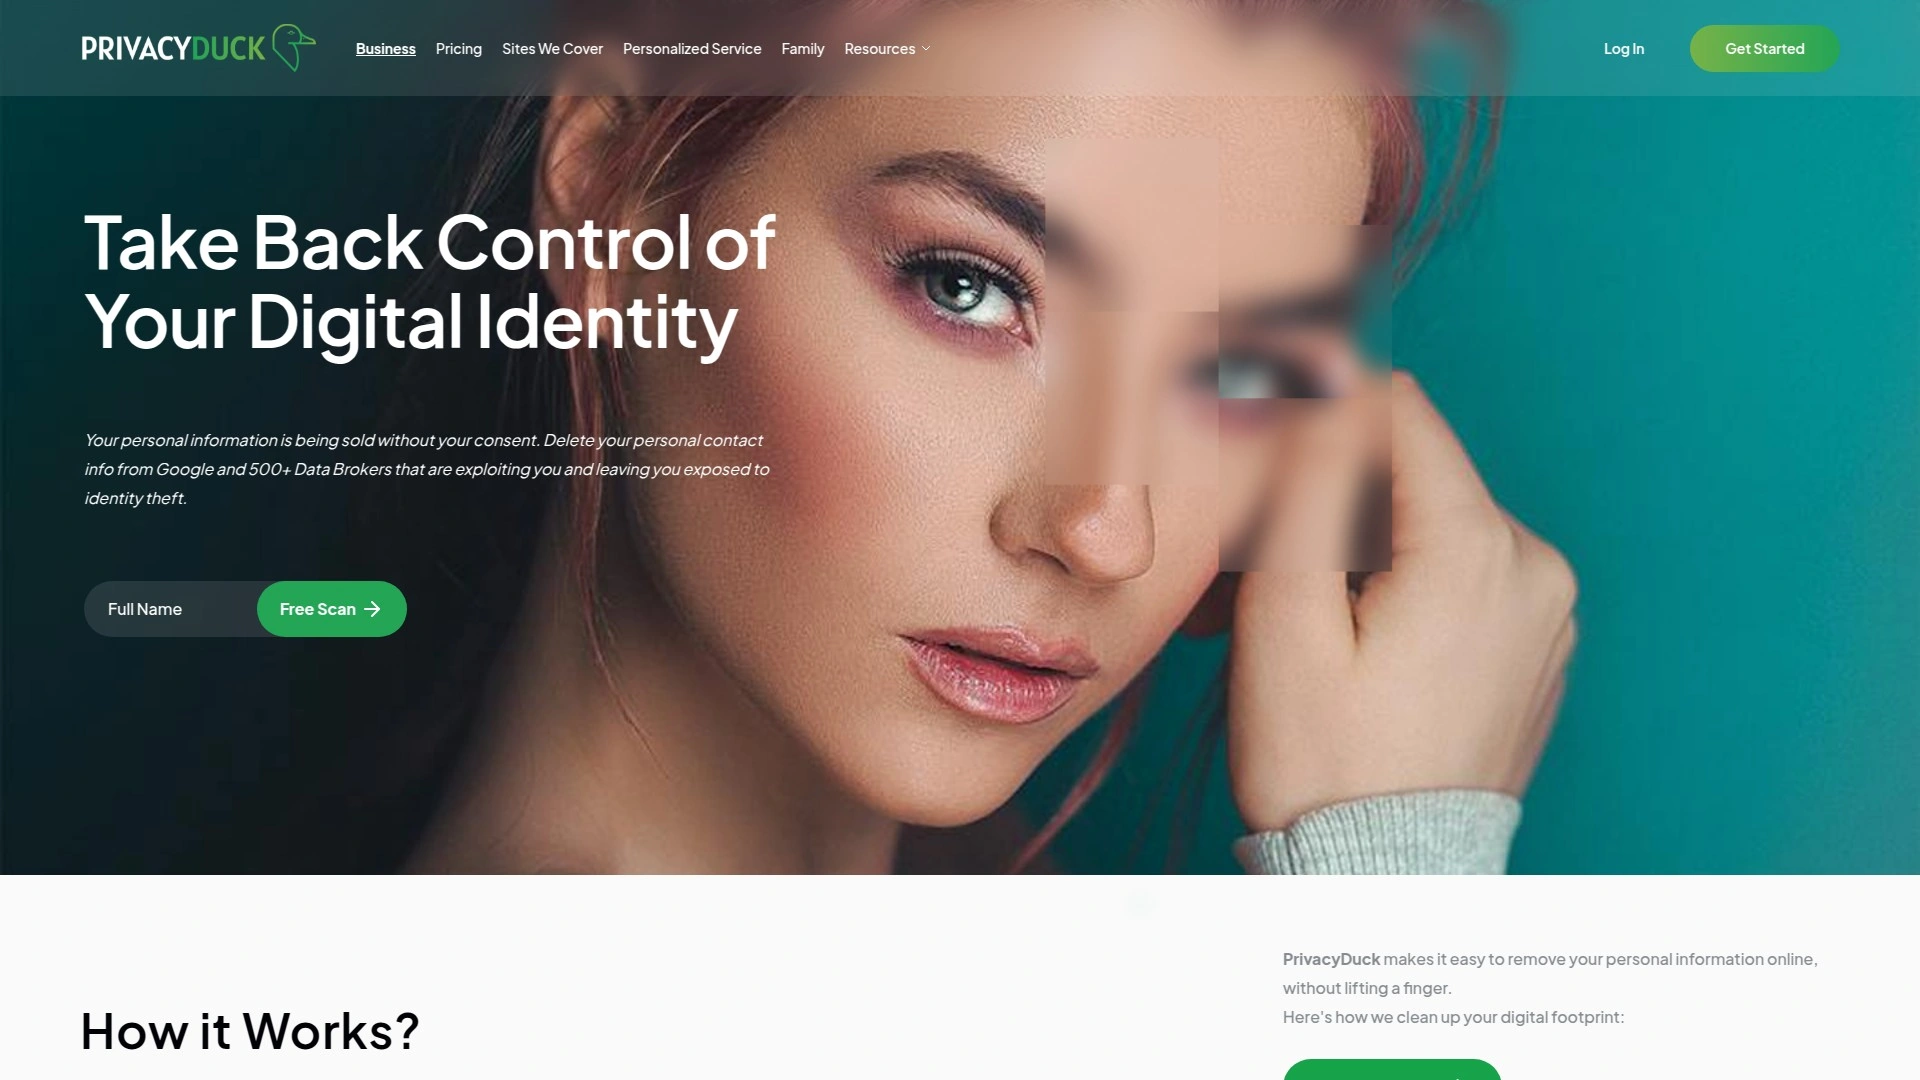 PRIVACYDUCK
Business Pricing Sites We Cover Personalized Service Family Resources Log In Get Started
Take Back Control of
Your Digital Identity
Your personal information is being sold without your consent. Delete your personal contact
info from Google and 500+ Data Brokers that are exploiting you and leaving you exposed to
identity theft.
Full Name Free Scan
PrivacyDuck makes it easy to remove your personal information online,
without lifting a finger.
Here's how we clean up your digital footprint:
How it Works?